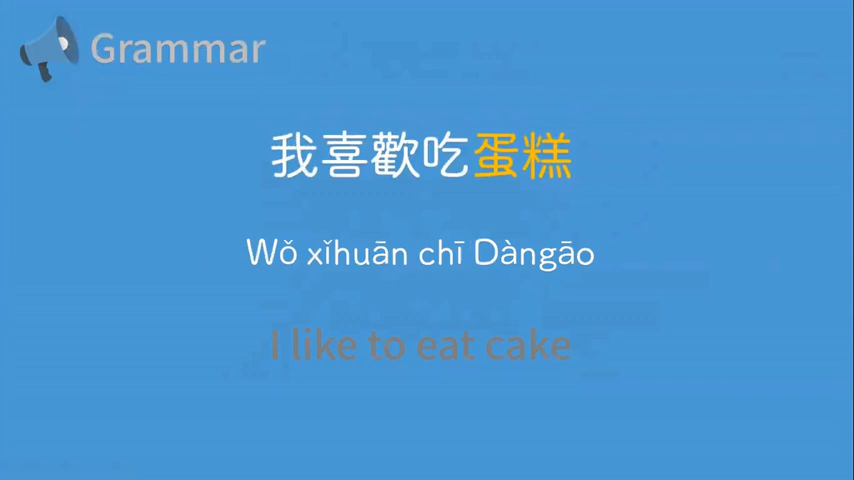 Grammar
我喜歡吃蛋糕
Wǒ xǐhuān chī Dàngāo
I like to eat cake